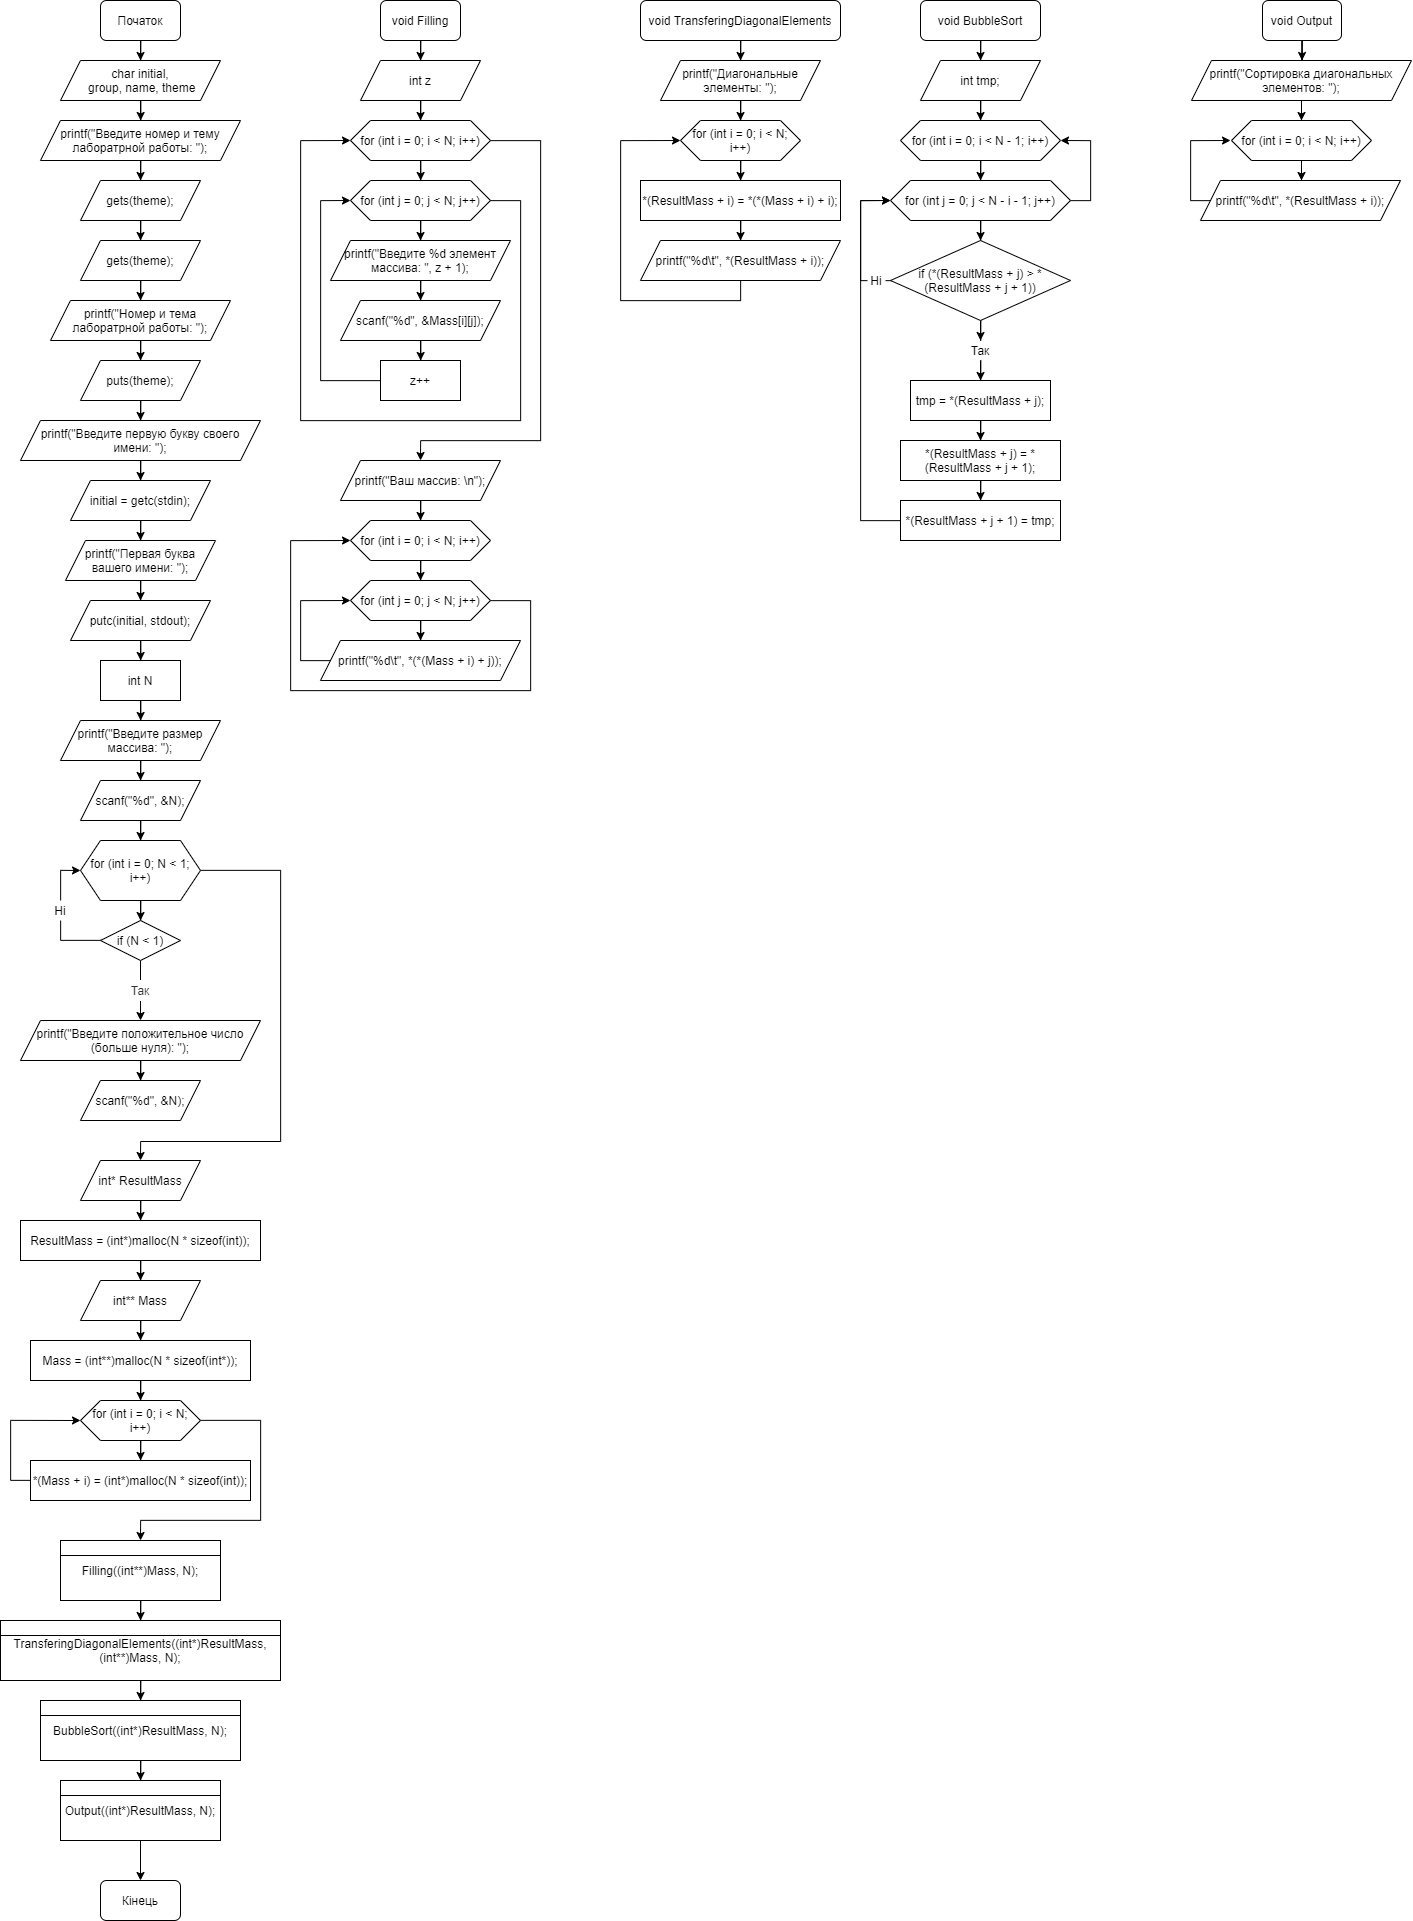 Початок
char initial,
group, name, theme
printf("Введите номер и тему
лаборатрной работы: ");
gets(theme);
gets(theme);
printf("Номер и тема
лаборатрной работы: ");
puts(theme);
printf("Введите первую букву своего
имени: ");
initial = getc(stdin);
printf("Первая буква
вашего имени: ");
putc(initial, stdout);
int N
printf("Введите размер
массива: ");
scanf("%d", &N);
for (int i = 0; N < 1;
i++)
Ні
if (N < 1)
Так
printf("Введите положительное число
(больше нуля): ");
scanf("%d", &N);
int* ResultMass
ResultMass = (int*)malloc(N * sizeof(int));
int** Mass
Mass = (int**)malloc(N * sizeof(int*));
for (int i = 0; i < N;
i++)
*(Mass + i) = (int*)malloc(N * sizeof(int));
Filling((int**)Mass, N);
TransferingDiagonalElements((int*)ResultMass,
(int**)Mass, N);
BubbleSort((int*)ResultMass, N);
Output((int*)ResultMass, N);
Кінець
void Filling
int z
for (int i = 0; i < N; i++)
for (int j = 0; j < N; j++)
printf("Введите %d элемент
массива: ", z + 1);
scanf("%d", &Mass[i][j]);
z++
printf("Ваш массив: \n");
for (int i = 0; i < N; i++)
for (int j = 0; j < N; j++)
printf("%d\t", *(*(Mass + i) + j));
void TransferingDiagonalElements
printf("Диагональные
элементы: ");
for (int i = 0; i < N;
i++)
*(ResultMass + i) = *(*(Mass + i) + i);
printf("%d\t", *(ResultMass + i));
void BubbleSort
int tmp;
for (int i = 0; i < N - 1; i++)
for (int j = 0; j < N - i - 1; j++)
Ні
if (*(ResultMass + j) > *
(ResultMass + j + 1))
Так
tmp = *(ResultMass + j);
*(ResultMass + j) = *
(ResultMass + j + 1);
*(ResultMass + j + 1) = tmp;
void Output
printf("Сортировка диагональных
элементов: ");
for (int i = 0; i < N; i++)
printf("%d\t", *(ResultMass + i));